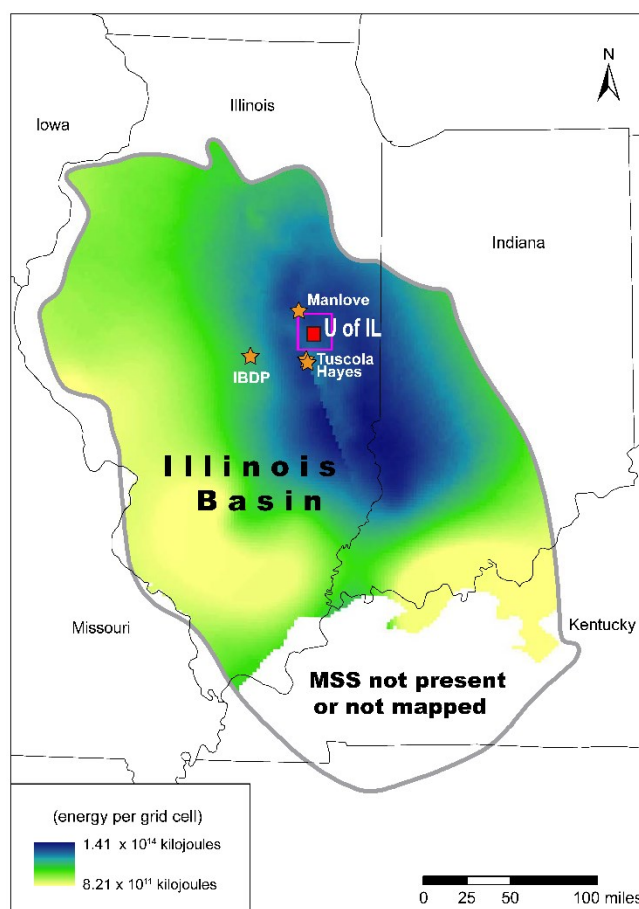 N
Illinois
Iowa
Indiana
Manlove
U of IL
Tuscola
Hayes
IBDP
Illinois
Basin
Missouri
Kentucky
MSS not present
or not mapped
(energy per grid cell)
1.41 x 10¹⁴ kilojoules
8.21 x 10¹¹ kilojoules
0 25 50 100 miles